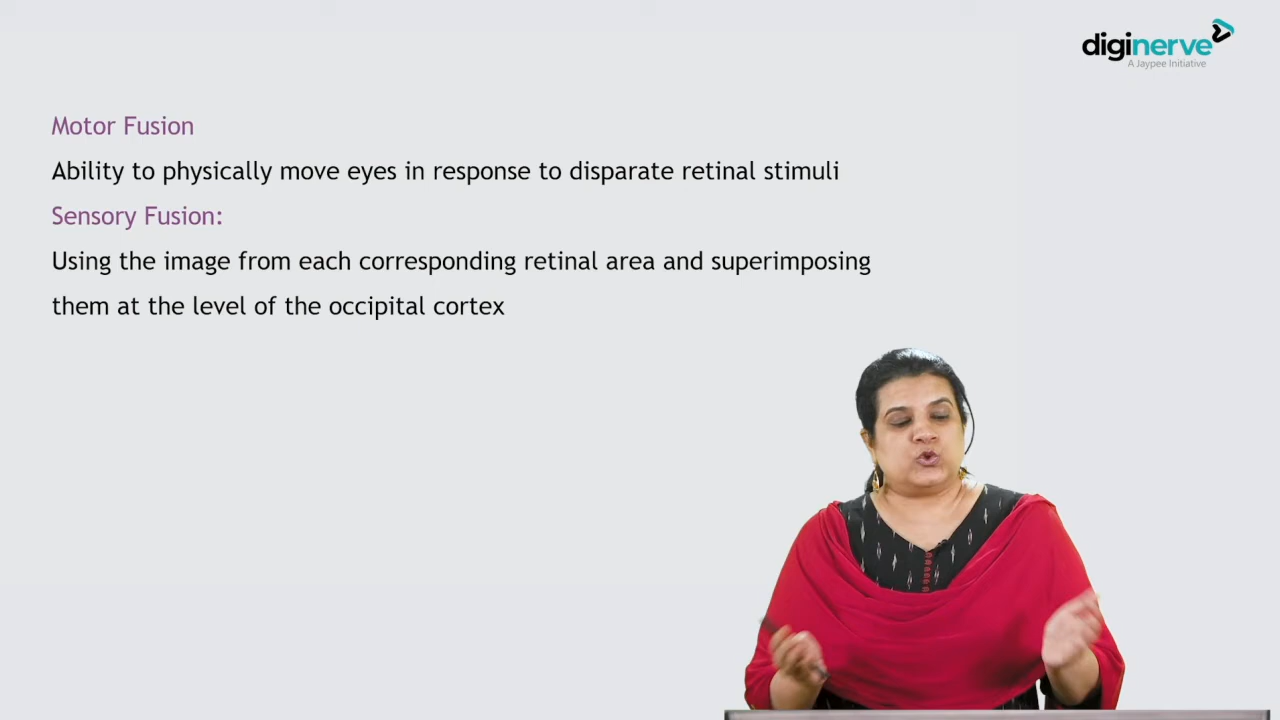 diginerve
A Jaypee Initiative
Motor Fusion
Ability to physically move eyes in response to disparate retinal stimuli
Sensory Fusion:
Using the image from each corresponding retinal area and superimposing
them at the level of the occipital cortex